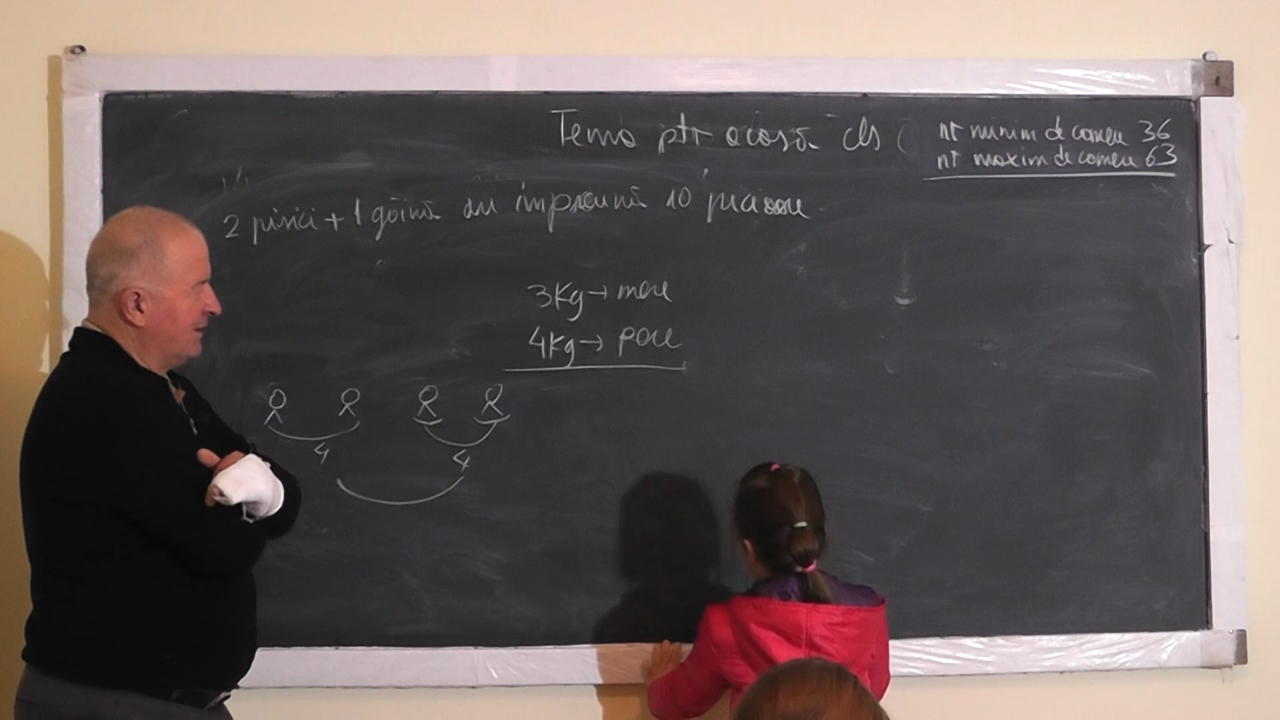 Tema ptr acasă cls
nr minim de camere 36
nr maxim de camere 63
2 pisici + 1 găină au împreună 10 picioare
3Kg → mere
4Kg → pere
4 4